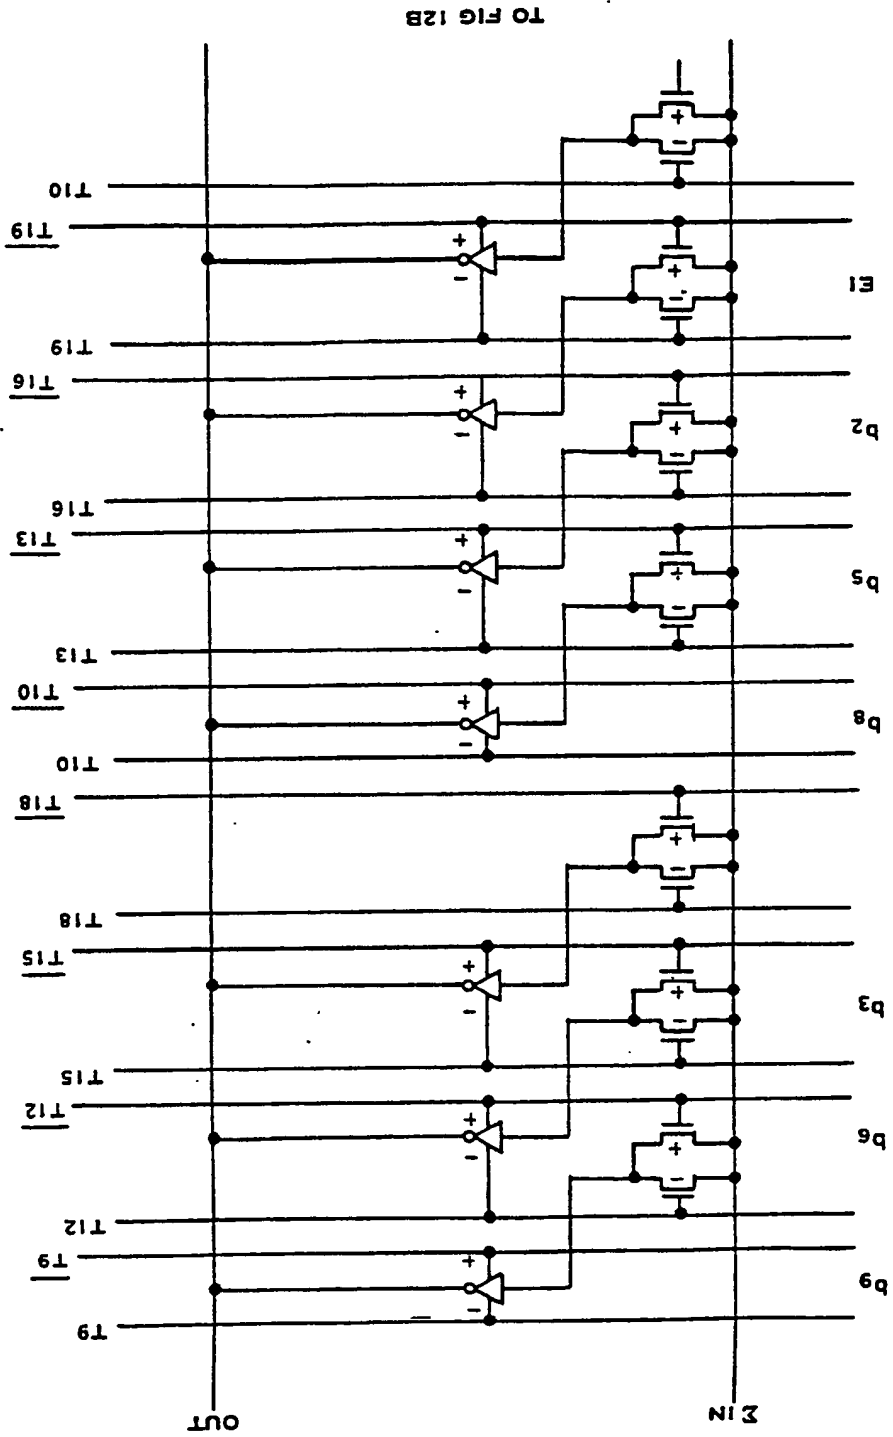 Σ IN OUT
T9
−
b9
+ T̅9̅
T12
− −
b6 +
+ T̅1̅2̅
T15
− −
b3 +
+ T̅1̅5̅
T18
−
+
T̅1̅8̅
T10
−
b8
+ T̅1̅0̅
T13
− −
b5 +
+ T̅1̅3̅
T16
− −
b2 +
+ T̅1̅6̅
T19
− −
E1 +
+ T̅1̅9̅
T10
−
+
TO FIG 12B